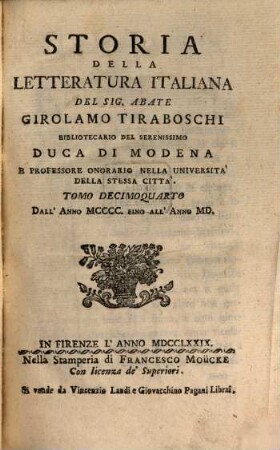 STORIA
DELLA
LETTERATURA ITALIANA
DEL SIG. ABATE
GIROLAMO TIRABOSCHI
BIBLIOTECARIO DEL SERENISSIMO
DUCA DI MODENA
E PROFESSORE ONORARIO NELLA UNIVERSITA'
DELLA STESSA CITTA'.
TOMO DECIMOQUARTO
DALL' ANNO MCCCC. FINO ALL' ANNO MD.
IN FIRENZE L' ANNO MDCCLXXIX.
Nella Stamperia di FRANCESCO MOÜCKE
Con licenza de' Superiori.
Si vende da Vincenzio Landi e Giovacchino Pagani Librai.